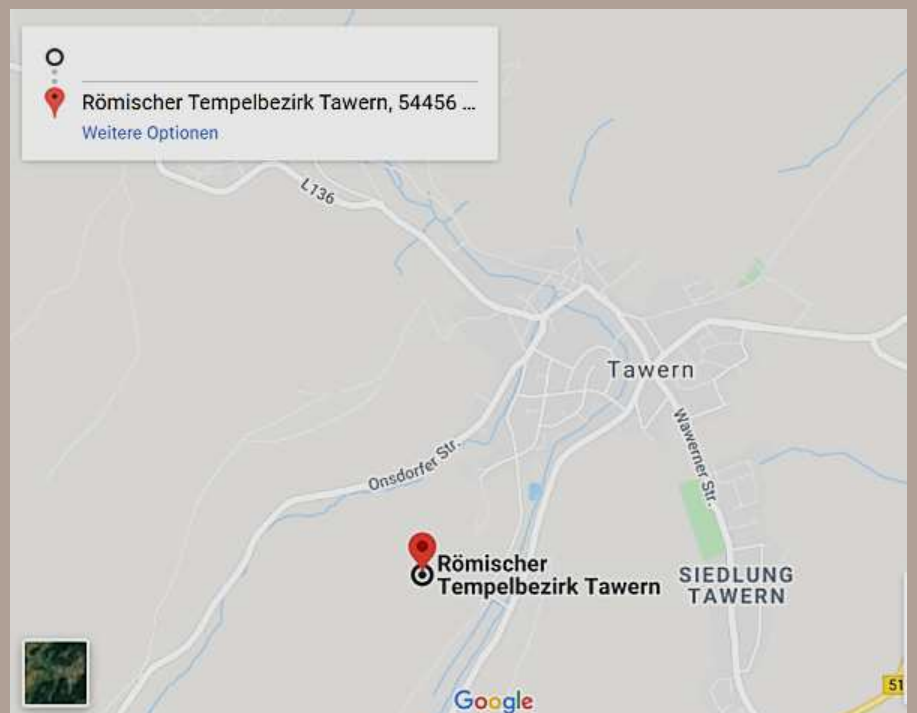 Römischer Tempelbezirk Tawern, 54456 ...
Weitere Optionen
L136
Tawern
Wawerner Str.
Onsdorfer Str.
Römischer
Tempelbezirk Tawern
SIEDLUNG
TAWERN
51
Google